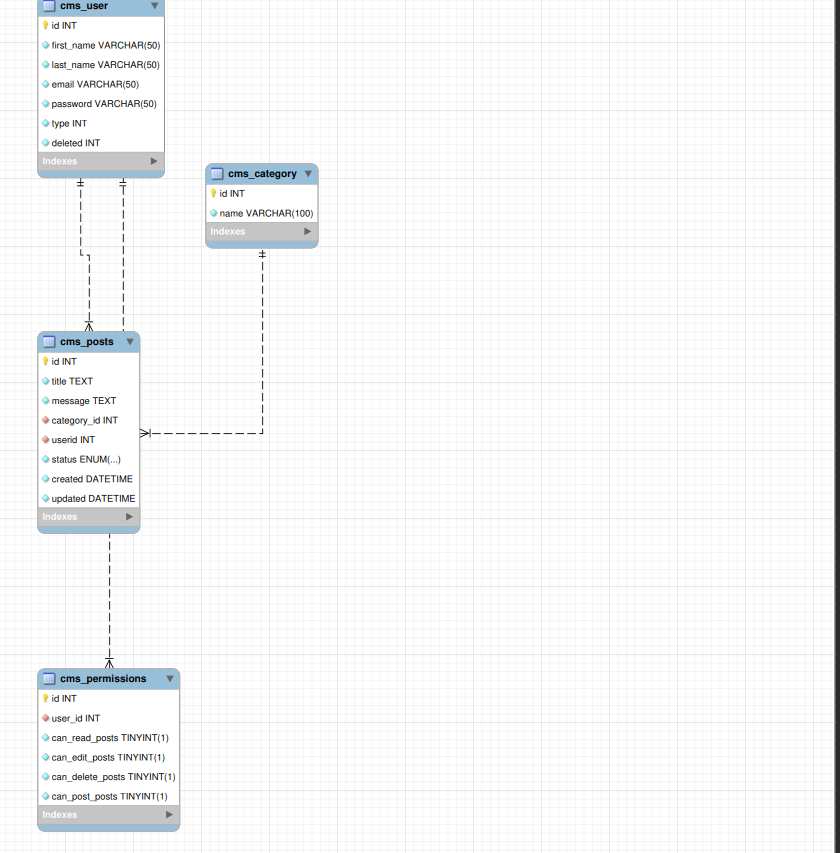 cms_user
id INT
first_name VARCHAR(50)
last_name VARCHAR(50)
email VARCHAR(50)
password VARCHAR(50)
type INT
deleted INT
Indexes
cms_category
id INT
name VARCHAR(100)
Indexes
cms_posts
id INT
title TEXT
message TEXT
category_id INT
userid INT
status ENUM(...)
created DATETIME
updated DATETIME
Indexes
cms_permissions
id INT
user_id INT
can_read_posts TINYINT(1)
can_edit_posts TINYINT(1)
can_delete_posts TINYINT(1)
can_post_posts TINYINT(1)
Indexes